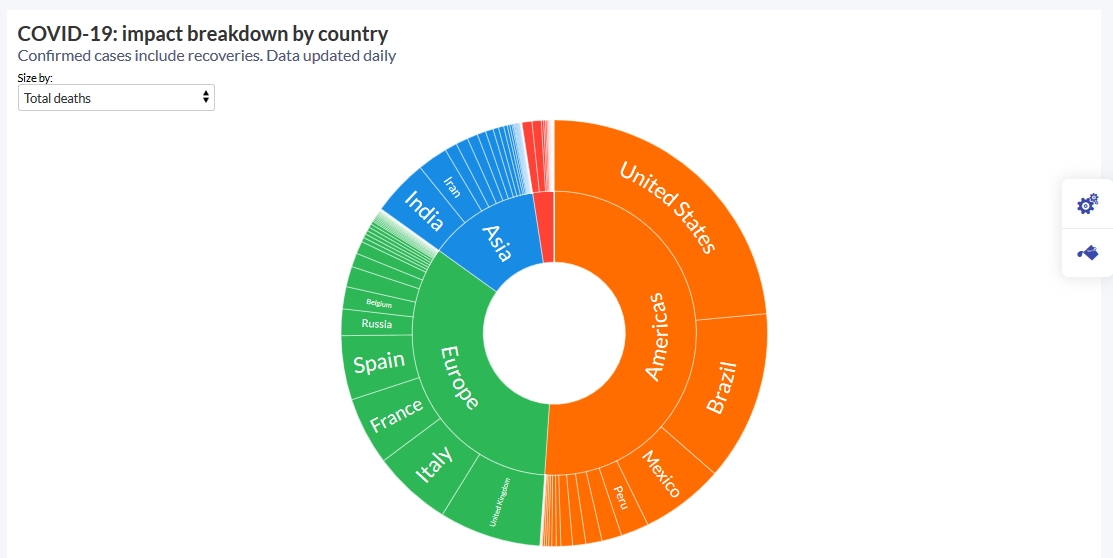 COVID-19: impact breakdown by country
Confirmed cases include recoveries. Data updated daily
Size by:
Total deaths
United States
Brazil
Mexico
Peru
Americas
United Kingdom
Italy
France
Spain
Russia
Belgium
Europe
India
Iran
Asia